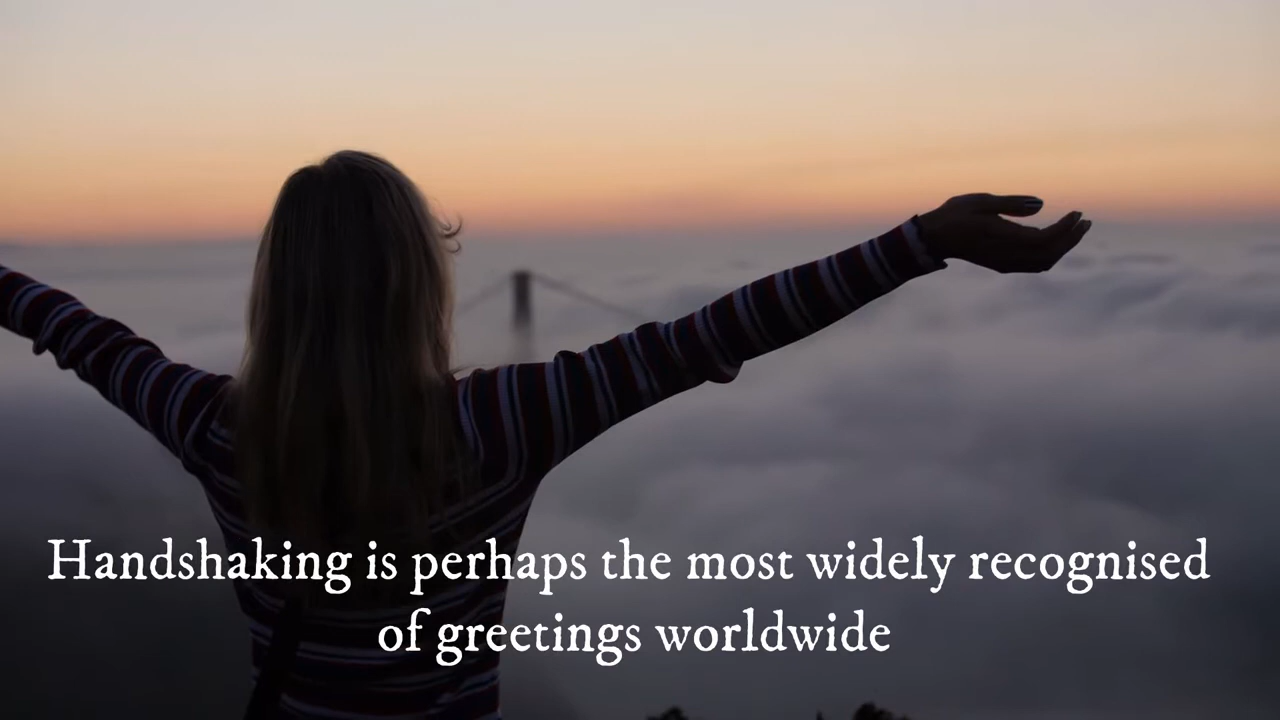 Handshaking is perhaps the most widely recognised
of greetings worldwide